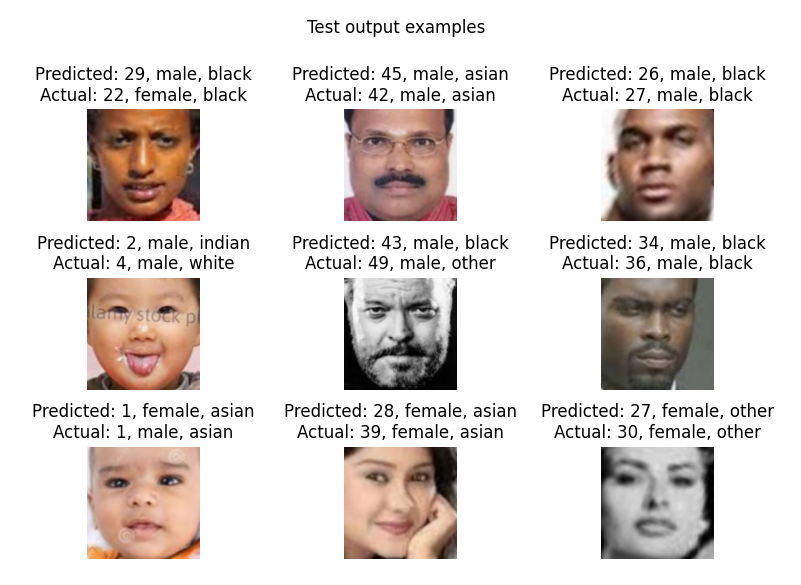 Test output examples
Predicted: 29, male, black
Actual: 22, female, black
Predicted: 45, male, asian
Actual: 42, male, asian
Predicted: 26, male, black
Actual: 27, male, black
Predicted: 2, male, indian
Actual: 4, male, white
alamy stock p
Predicted: 43, male, black
Actual: 49, male, other
Predicted: 34, male, black
Actual: 36, male, black
Predicted: 1, female, asian
Actual: 1, male, asian
Predicted: 28, female, asian
Actual: 39, female, asian
Predicted: 27, female, other
Actual: 30, female, other